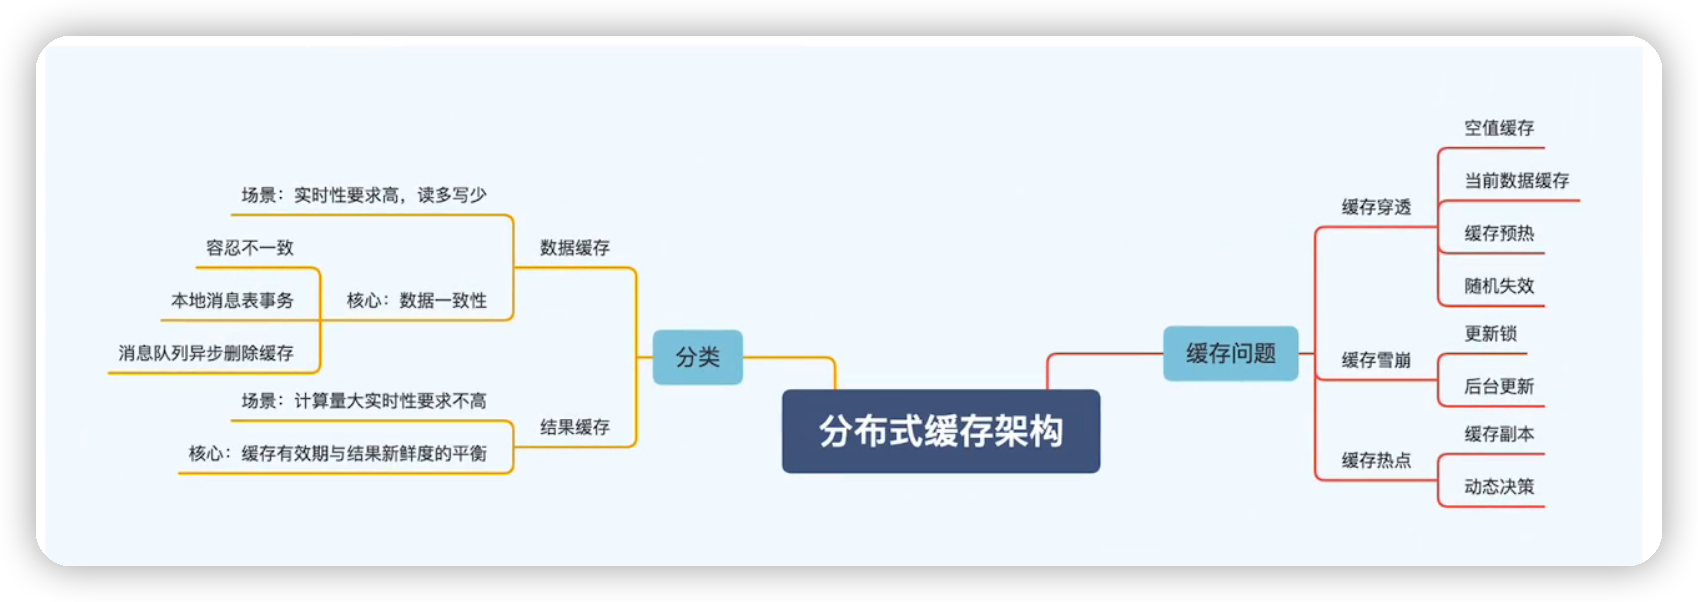 分布式缓存架构
分类
数据缓存
场景：实时性要求高，读多写少
核心：数据一致性
容忍不一致
本地消息表事务
消息队列异步删除缓存
结果缓存
场景：计算量大实时性要求不高
核心：缓存有效期与结果新鲜度的平衡
缓存问题
缓存穿透
空值缓存
当前数据缓存
缓存预热
随机失效
缓存雪崩
更新锁
后台更新
缓存热点
缓存副本
动态决策